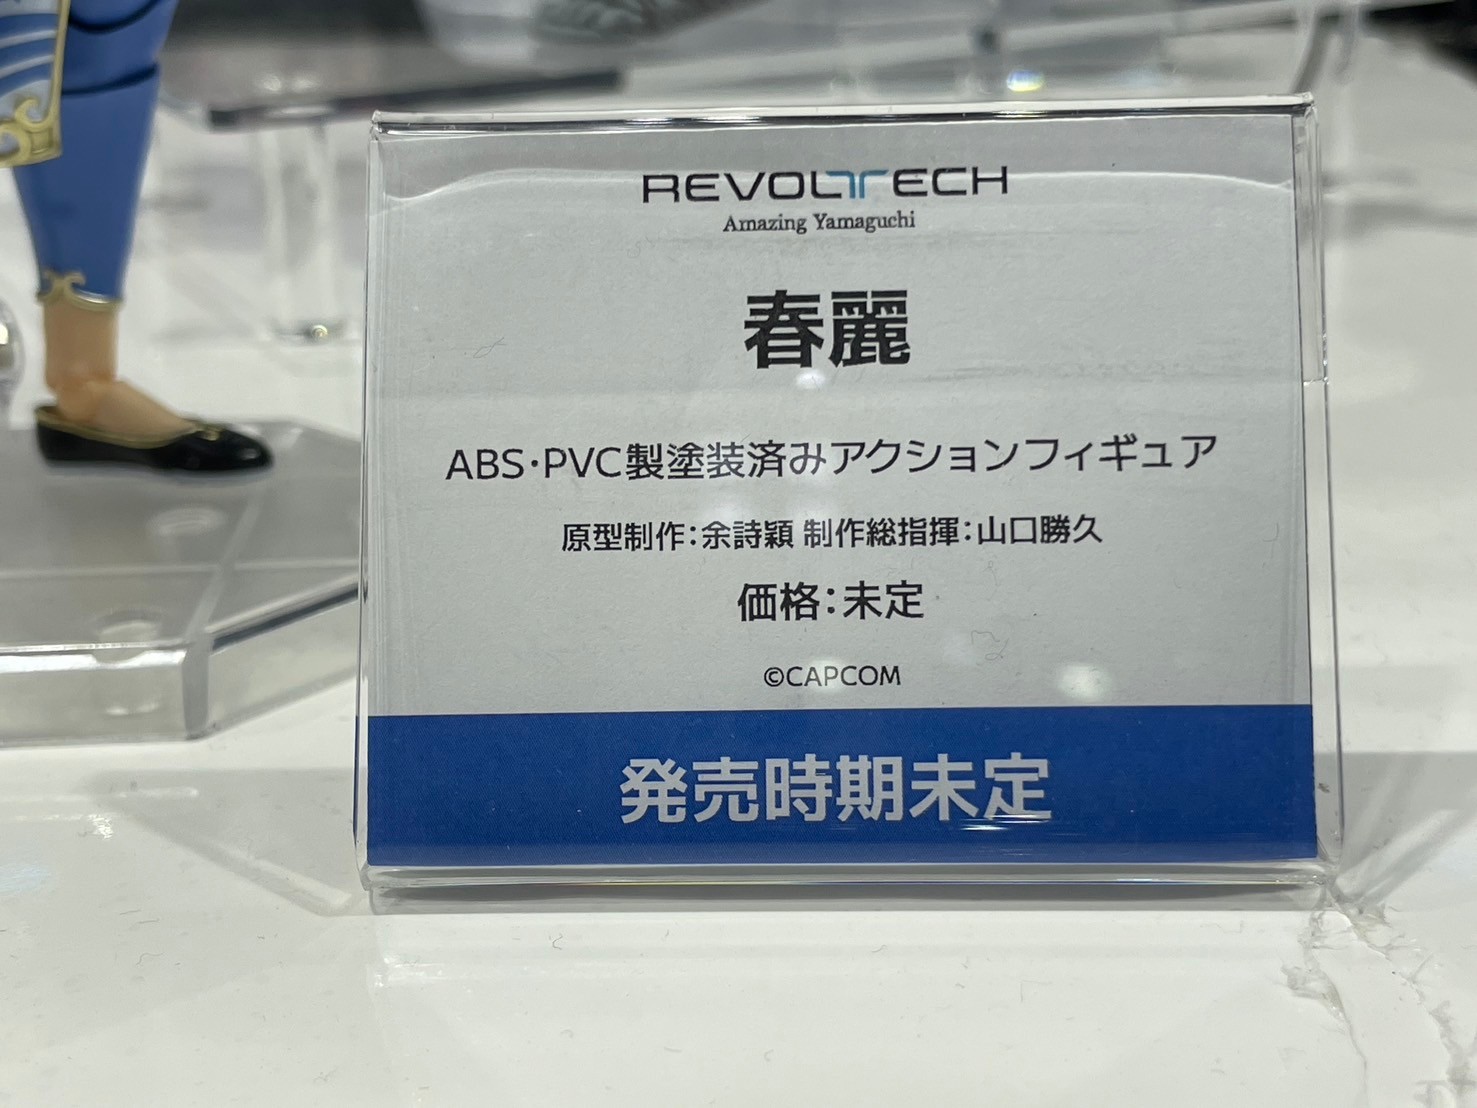 REVOLTECH
Amazing Yamaguchi
春麗
ABS・PVC製塗装済みアクションフィギュア
原型制作：余詩穎 制作総指揮：山口勝久
価格：未定
©CAPCOM
発売時期未定